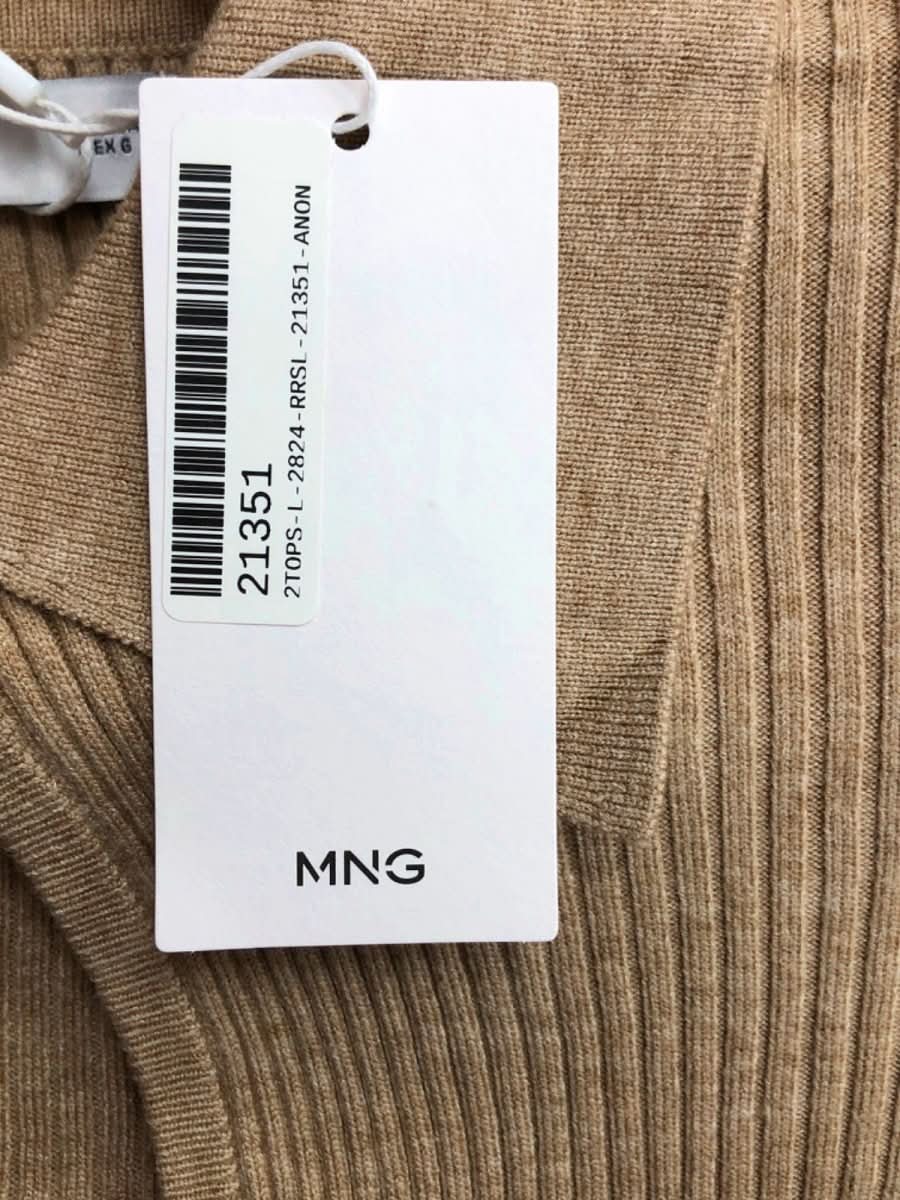 EX G
21351
2TOPS-L-2824-RRSL-21351-ANON
MNG